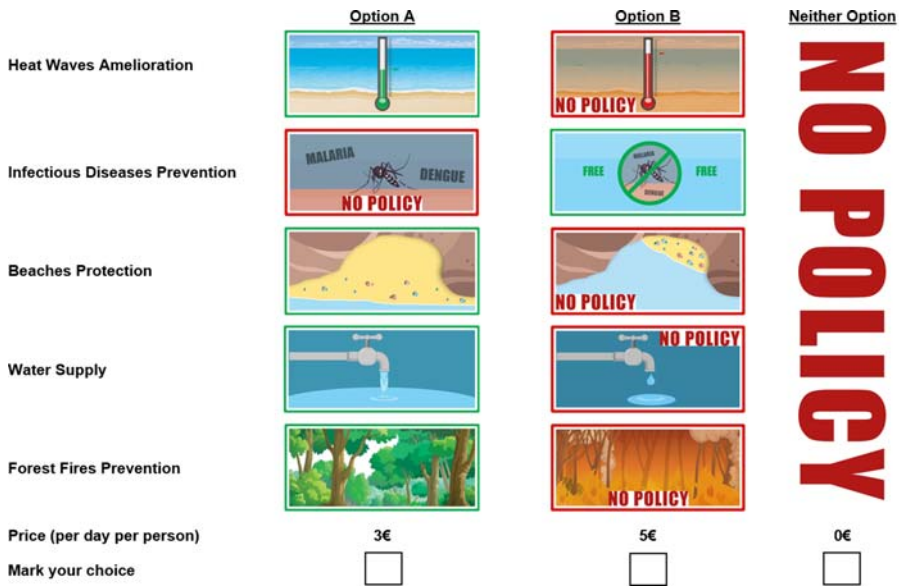 Option A Option B Neither Option
Heat Waves Amelioration
NO POLICY
Infectious Diseases Prevention
MALARIA
DENGUE
NO POLICY
FREE
MALARIA
DENGUE
FREE
Beaches Protection
NO POLICY
Water Supply
NO POLICY
Forest Fires Prevention
NO POLICY
NO POLICY
Price (per day per person) 3€ 5€ 0€
Mark your choice